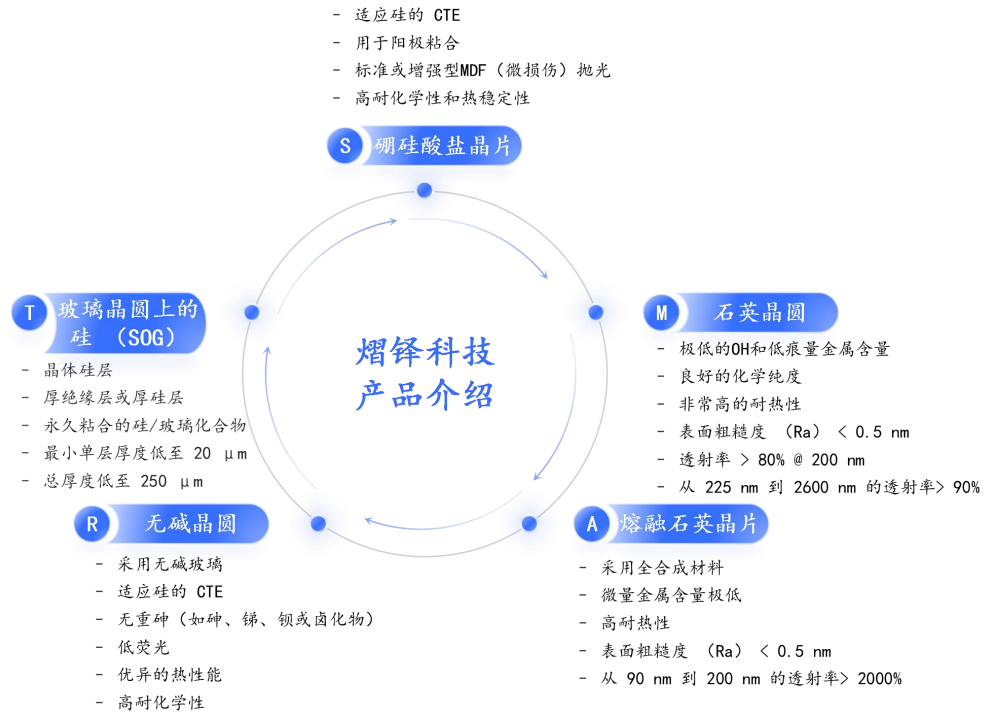 - 适应硅的 CTE
- 用于阳极粘合
- 标准或增强型MDF（微损伤）抛光
- 高耐化学性和热稳定性
S 硼硅酸盐晶片
T 玻璃晶圆上的
硅 （SOG）
- 晶体硅层
- 厚绝缘层或厚硅层
- 永久粘合的硅/玻璃化合物
- 最小单层厚度低至 20 μm
- 总厚度低至 250 μm
熠铎科技
产品介绍
M 石英晶圆
- 极低的OH和低痕量金属含量
- 良好的化学纯度
- 非常高的耐热性
- 表面粗糙度 （Ra） < 0.5 nm
- 透射率 > 80% @ 200 nm
- 从 225 nm 到 2600 nm 的透射率> 90%
R 无碱晶圆
- 采用无碱玻璃
- 适应硅的 CTE
- 无重砷（如砷、锑、钡或卤化物）
- 低荧光
- 优异的热性能
- 高耐化学性
A 熔融石英晶片
- 采用全合成材料
- 微量金属含量极低
- 高耐热性
- 表面粗糙度 （Ra） < 0.5 nm
- 从 90 nm 到 200 nm 的透射率> 2000%